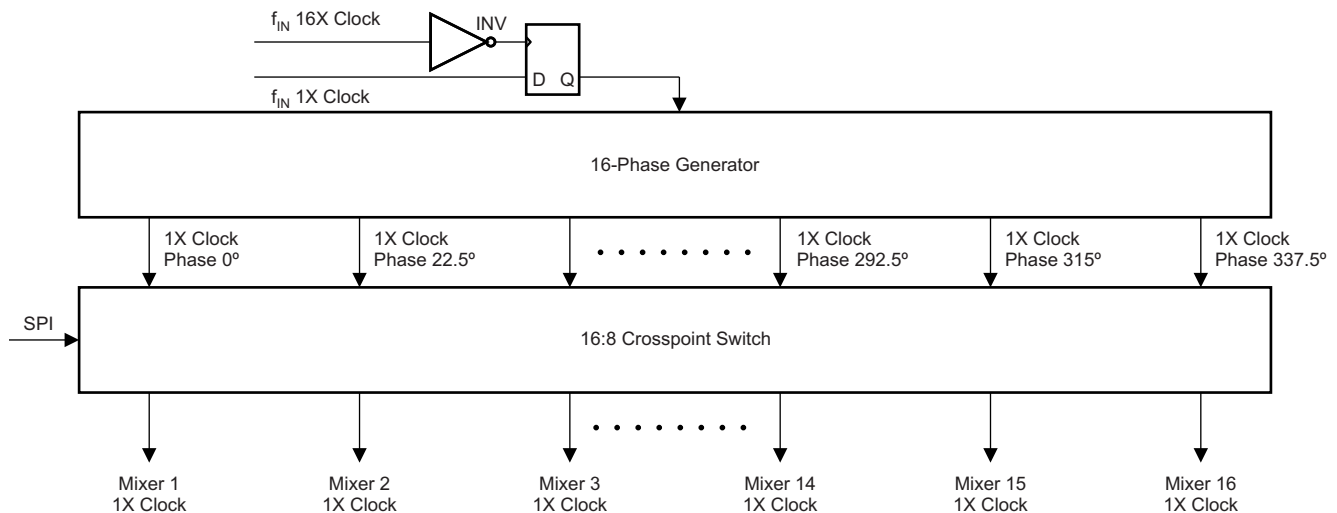 f_IN 16X Clock
INV
D Q
f_IN 1X Clock
16-Phase Generator
1X Clock
Phase 0º
1X Clock
Phase 22.5º
1X Clock
Phase 292.5º
1X Clock
Phase 315º
1X Clock
Phase 337.5º
SPI
16:8 Crosspoint Switch
Mixer 1
1X Clock
Mixer 2
1X Clock
Mixer 3
1X Clock
Mixer 14
1X Clock
Mixer 15
1X Clock
Mixer 16
1X Clock